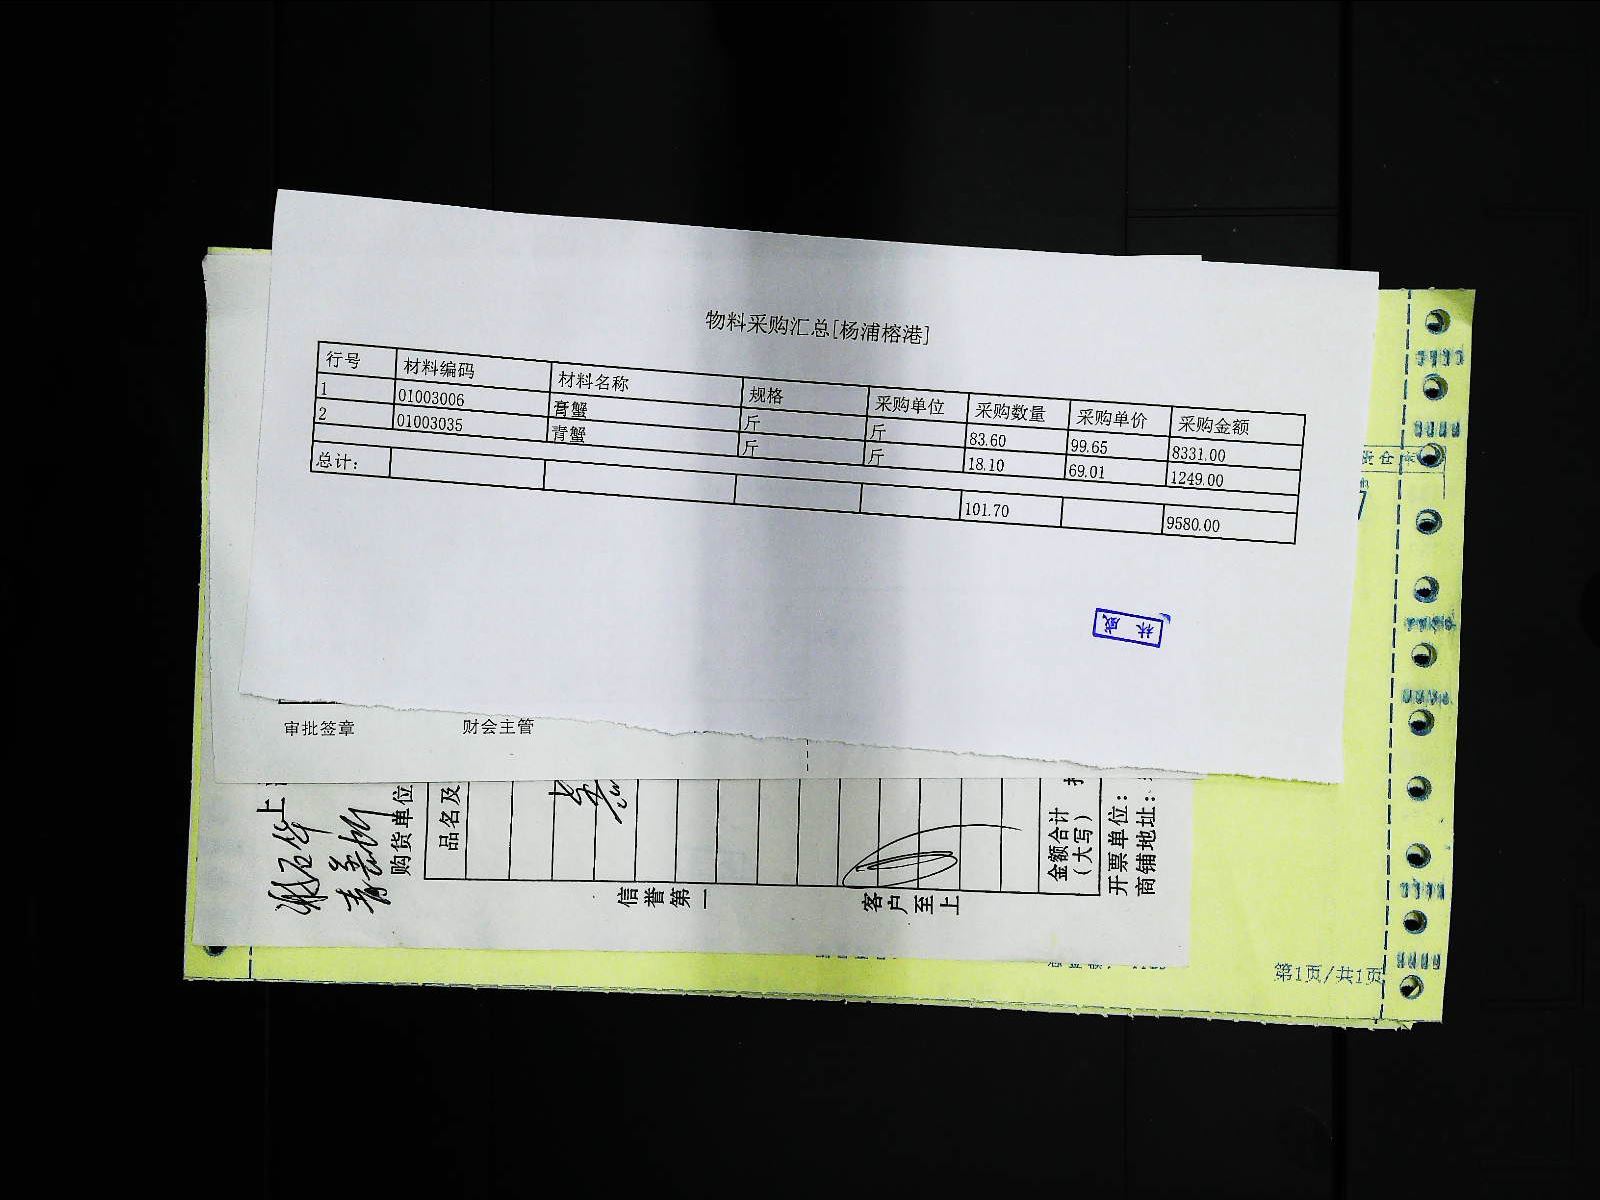 物料采购汇总[杨浦榕港]
行号 材料编码 材料名称 规格 采购单位 采购数量 采购单价 采购金额
1 01003006 膏蟹 斤 斤 83.60 99.65 8331.00
2 01003035 青蟹 斤 斤 18.10 69.01 1249.00
总计： 101.70 9580.00
林 威
审批签章 财会主管
上
购货单位
品名及
金额合计
（大写）
开票单位：
商铺地址：
信誉第一
客户至上
第1页/共1页